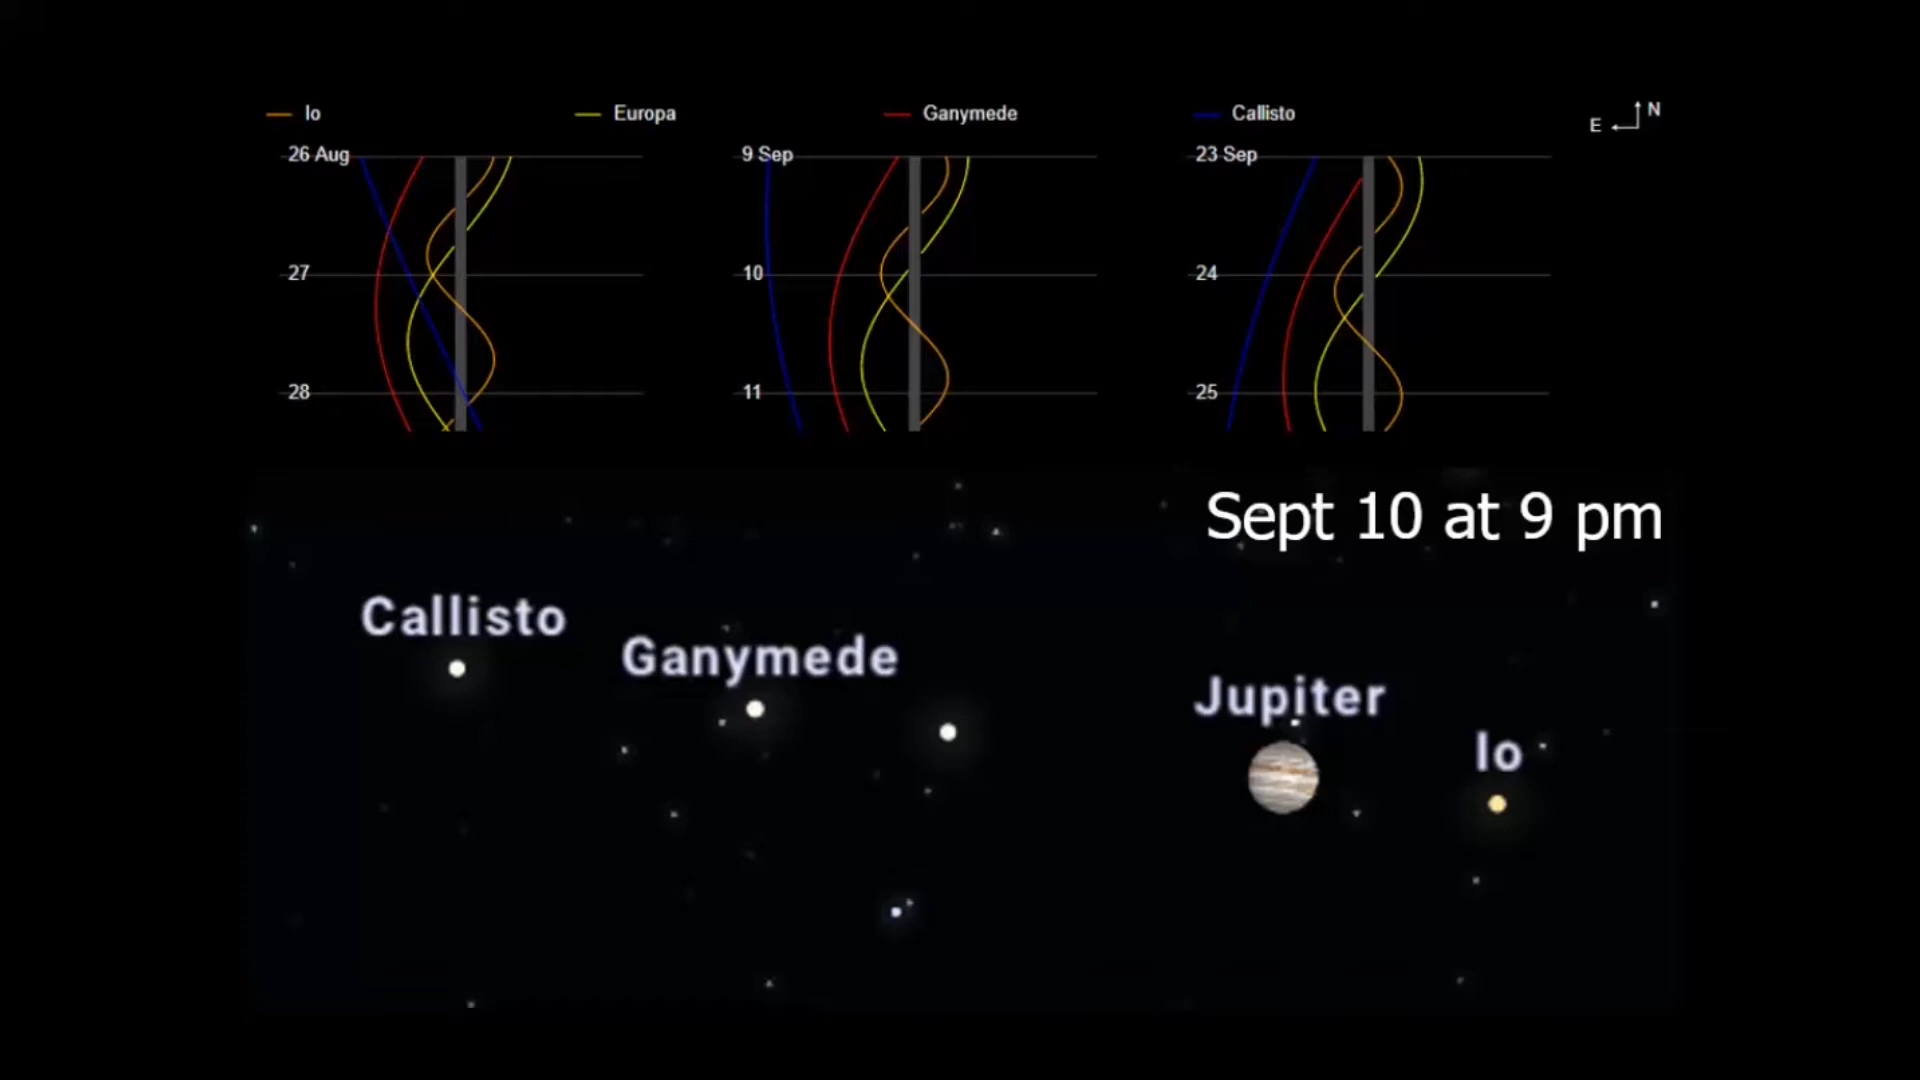 Io Europa Ganymede Callisto
N
E
26 Aug 9 Sep 23 Sep
27 10 24
28 11 25
Sept 10 at 9 pm
Callisto
Ganymede
Jupiter
Io